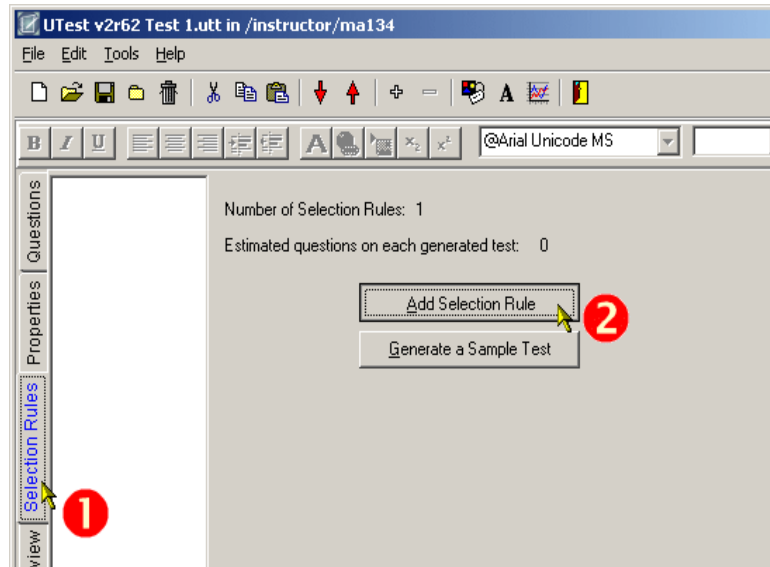 UTest v2r62 Test 1.utt in /instructor/ma134
File Edit Tools Help
A
B I U A x₂ x² @Arial Unicode MS
Questions
Properties
Selection Rules
view
Number of Selection Rules: 1
Estimated questions on each generated test: 0
Add Selection Rule
2
Generate a Sample Test
1